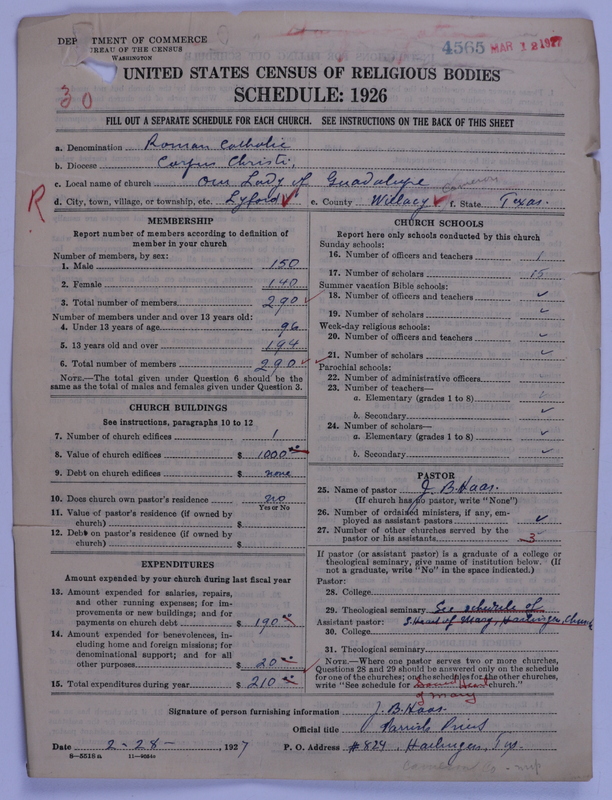 DEPARTMENT OF COMMERCE
BUREAU OF THE CENSUS
WASHINGTON
4565 MAR 12 1927
30
UNITED STATES CENSUS OF RELIGIOUS BODIES
SCHEDULE: 1926
FILL OUT A SEPARATE SCHEDULE FOR EACH CHURCH. SEE INSTRUCTIONS ON THE BACK OF THIS SHEET
a. Denomination Roman Catholic
b. Diocese Corpus Christi,
c. Local name of church Our Lady of Guadalupe
Cameron
R
d. City, town, village, or township, etc. Lyford e. County Willacy f. State Texas.
MEMBERSHIP
Report number of members according to definition of
member in your church
Number of members, by sex:
1. Male 150
2. Female 140
3. Total number of members 290
Number of members under and over 13 years old:
4. Under 13 years of age 96
5. 13 years old and over 194
6. Total number of members 290
NOTE.—The total given under Question 6 should be the
same as the total of males and females given under Question 3.
CHURCH BUILDINGS
See instructions, paragraphs 10 to 12
7. Number of church edifices 1
8. Value of church edifices $ 1000
9. Debt on church edifices $ none
10. Does church own pastor's residence no
Yes or No
11. Value of pastor's residence (if owned by
church) $
12. Debt on pastor's residence (if owned by
church) $
EXPENDITURES
Amount expended by your church during last fiscal year
13. Amount expended for salaries, repairs,
and other running expenses; for im-
provements or new buildings; and for
payments on church debt $ 190
14. Amount expended for benevolences, in-
cluding home and foreign missions; for
denominational support; and for all
other purposes $ 20
15. Total expenditures during year $ 210
CHURCH SCHOOLS
Report here only schools conducted by this church
Sunday schools:
16. Number of officers and teachers 1
17. Number of scholars 15
Summer vacation Bible schools:
18. Number of officers and teachers ✓
19. Number of scholars ✓
Week-day religious schools:
20. Number of officers and teachers ✓
21. Number of scholars ✓
Parochial schools:
22. Number of administrative officers
23. Number of teachers—
a. Elementary (grades 1 to 8)
b. Secondary ✓
24. Number of scholars—
a. Elementary (grades 1 to 8) ✓
b. Secondary ✓
PASTOR
25. Name of pastor J. B. Haas.
(If church has no pastor, write "None")
26. Number of ordained ministers, if any, em-
ployed as assistant pastors ✓
27. Number of other churches served by the
pastor or his assistants 3
If pastor (or assistant pastor) is a graduate of a college or
theological seminary, give name of institution below. (If
not a graduate, write "No" in the space indicated.)
Pastor:
28. College
29. Theological seminary See schedule of
Assistant pastor: S. Heart of Mary, Harlingen, Church
30. College
31. Theological seminary
NOTE.—Where one pastor serves two or more churches,
Questions 28 and 29 should be answered only on the schedule
for one of the churches; on the schedules for the other churches,
write "See schedule for Sacred Heart church."
of Mary
Signature of person furnishing information J. B. Haas.
Official title Parrish Priest
Date 2-28-, 1927 P. O. Address #824, Harlingen, Tex.
8-5518a